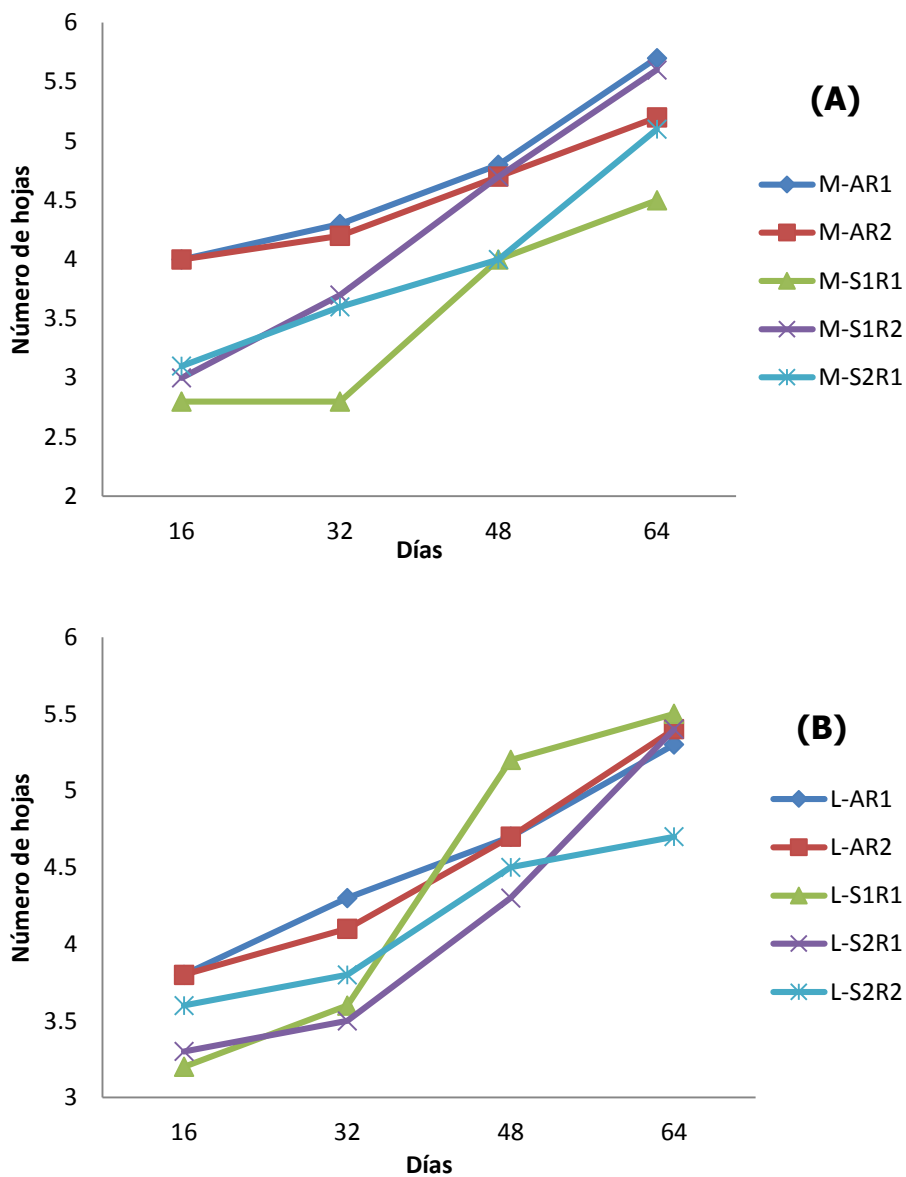 6
5.5
5
4.5
4
3.5
3
2.5
2
Número de hojas
16 32 48 64
Días
(A)
M-AR1
M-AR2
M-S1R1
M-S1R2
M-S2R1
6
5.5
5
4.5
4
3.5
3
Número de hojas
16 32 48 64
Días
(B)
L-AR1
L-AR2
L-S1R1
L-S2R1
L-S2R2